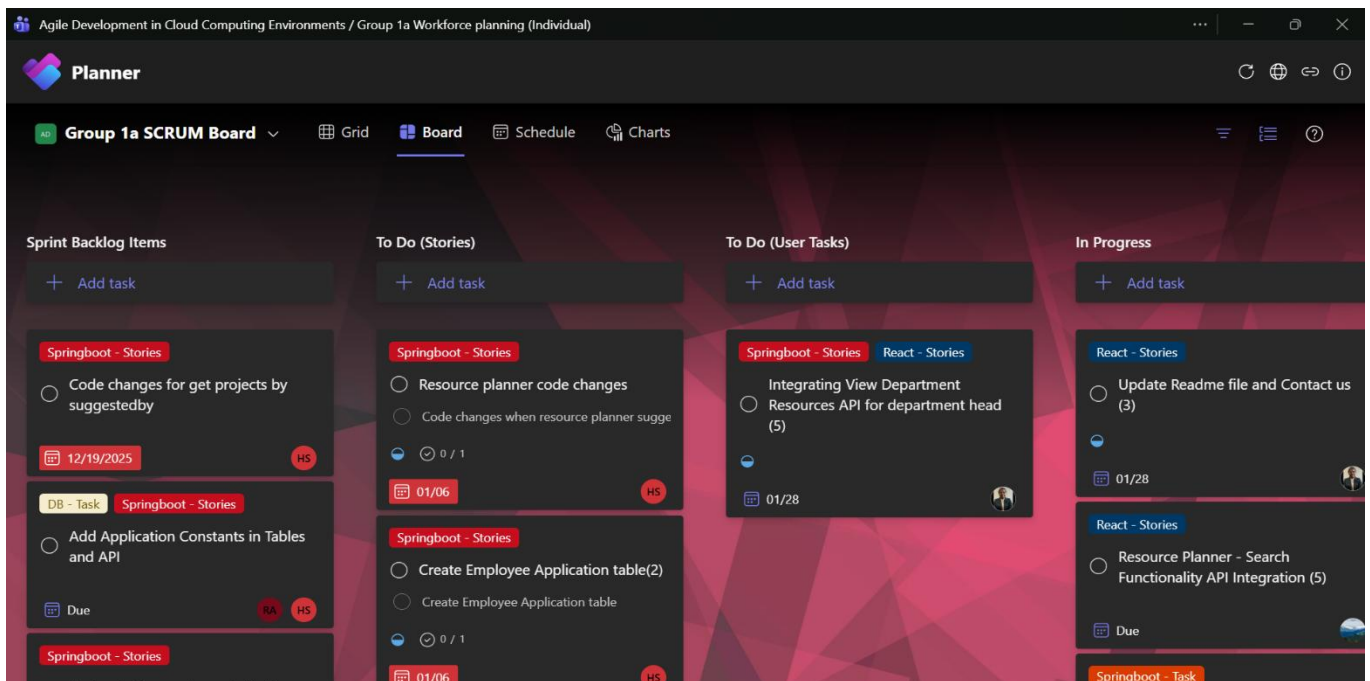 Agile Development in Cloud Computing Environments / Group 1a Workforce planning (Individual)
Planner
AD
Group 1a SCRUM Board
Grid
Board
Schedule
Charts
Sprint Backlog Items
+ Add task
Springboot - Stories
Code changes for get projects by
suggestedby
12/19/2025
HS
DB - Task
Springboot - Stories
Add Application Constants in Tables
and API
Due
RA
HS
Springboot - Stories
To Do (Stories)
+ Add task
Springboot - Stories
Resource planner code changes
Code changes when resource planner sugge
0 / 1
01/06
HS
Springboot - Stories
Create Employee Application table(2)
Create Employee Application table
0 / 1
01/06
HS
To Do (User Tasks)
+ Add task
Springboot - Stories
React - Stories
Integrating View Department
Resources API for department head
(5)
01/28
In Progress
+ Add task
React - Stories
Update Readme file and Contact us
(3)
01/28
React - Stories
Resource Planner - Search
Functionality API Integration (5)
Due
Springboot - Task